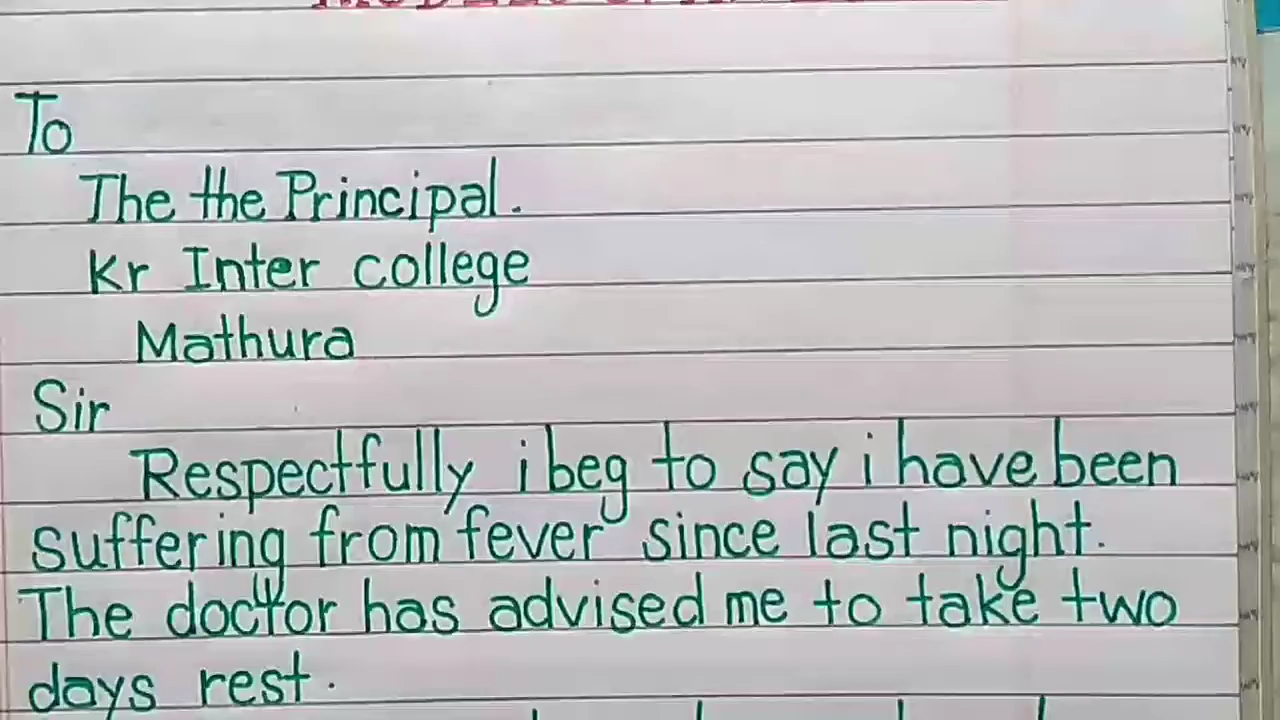 To
The the Principal.
Kr Inter college
Mathura
Sir
Respectfully i beg to say i have been
suffering from fever since last night.
The doctor has advised me to take two
days rest.